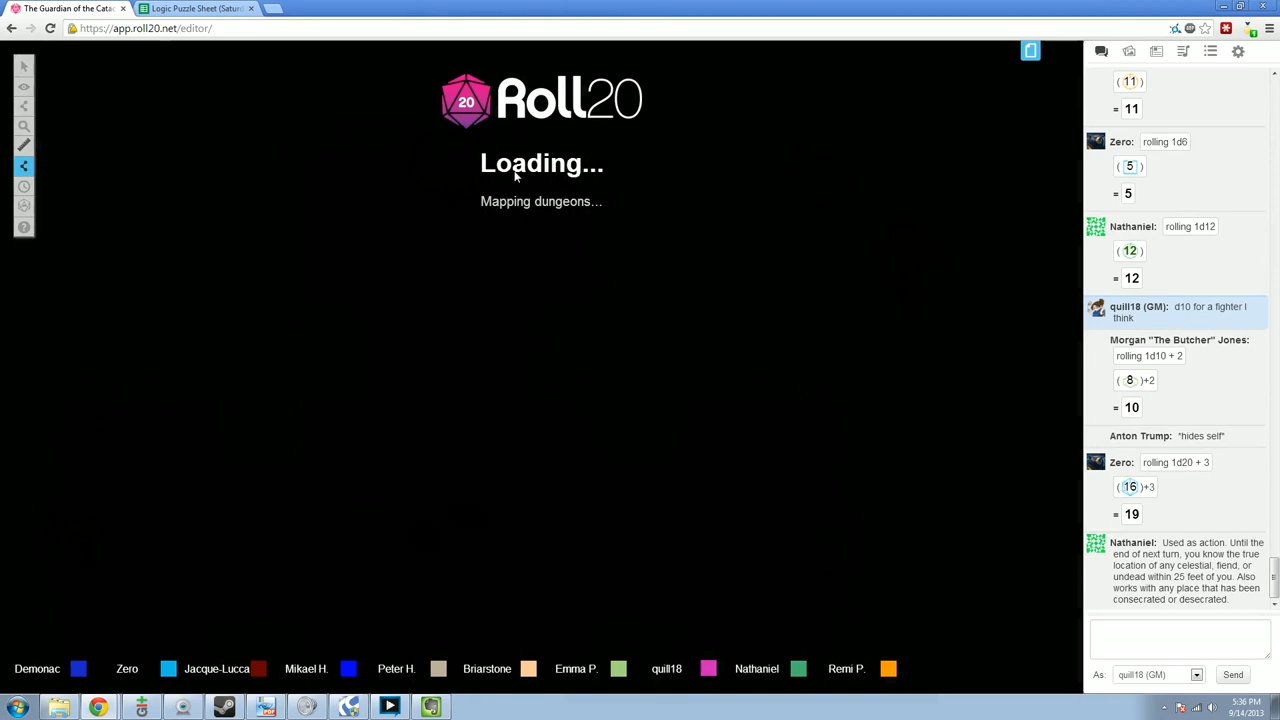 The Guardian of the Catac
Logic Puzzle Sheet (Saturd
https://app.roll20.net/editor/
20
Roll20
Loading...
Mapping dungeons...
( 11 )
= 11
Zero: rolling 1d6
( 5 )
= 5
Nathaniel: rolling 1d12
( 12 )
= 12
quill18 (GM): d10 for a fighter I
think
Morgan "The Butcher" Jones:
rolling 1d10 + 2
( 8 )+2
= 10
Anton Trump: *hides self*
Zero: rolling 1d20 + 3
( 16 )+3
= 19
Nathaniel: Used as action. Until the
end of next turn, you know the true
location of any celestial, fiend, or
undead within 25 feet of you. Also
works with any place that has been
consecrated or desecrated.
As: quill18 (GM) Send
Demonac Zero Jacque-Lucca Mikael H. Peter H. Briarstone Emma P. quill18 Nathaniel Remi P.
5:36 PM
9/14/2013